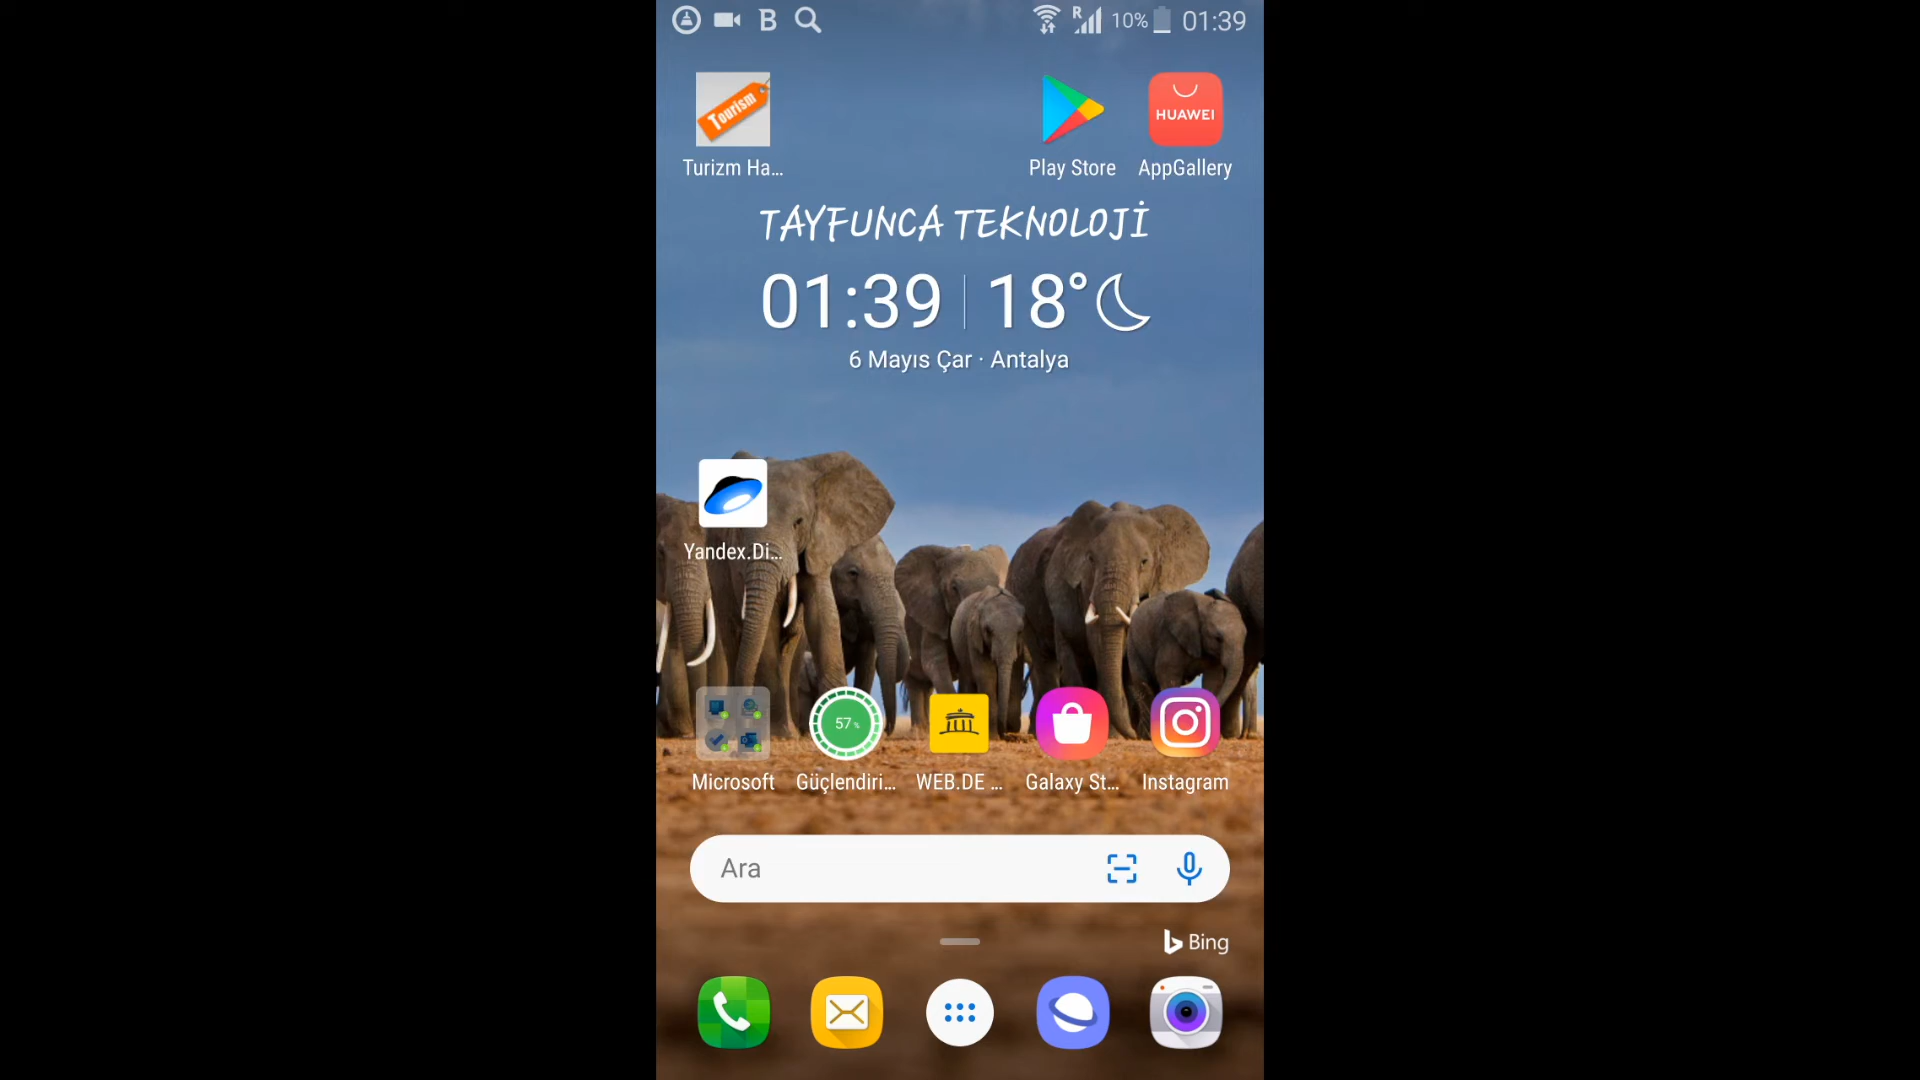 B
R
10%
01:39
Tourism
HUAWEI
Turizm Ha...
Play Store
AppGallery
TAYFUNCA TEKNOLOJİ
01:39
18°
6 Mayıs Çar · Antalya
Yandex.Di...
57%
Microsoft
Güçlendiri...
WEB.DE ...
Galaxy St...
Instagram
Ara
Bing